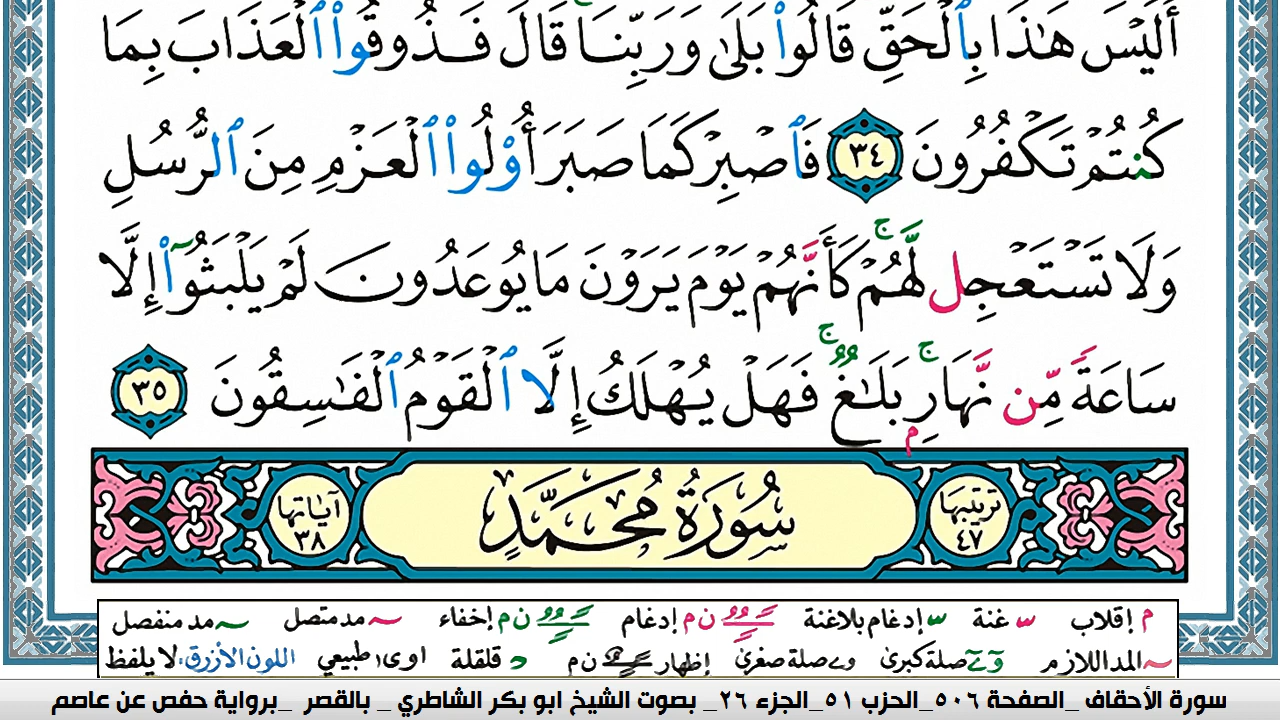 أَلَيْسَ هَٰذَا بِٱلْحَقِّ قَالُوا۟ بَلَىٰ وَرَبِّنَا قَالَ فَذُوقُوا۟ ٱلْعَذَابَ بِمَا
كُنتُمْ تَكْفُرُونَ ٣٤ فَٱصْبِرْ كَمَا صَبَرَ أُو۟لُوا۟ ٱلْعَزْمِ مِنَ ٱلرُّسُلِ
وَلَا تَسْتَعْجِل لَّهُمْ ۚ كَأَنَّهُمْ يَوْمَ يَرَوْنَ مَا يُوعَدُونَ لَمْ يَلْبَثُوٓا۟ إِلَّا
سَاعَةً مِّن نَّهَارٍ ۚ بَلَٰغٌ ۚ فَهَلْ يُهْلَكُ إِلَّا ٱلْقَوْمُ ٱلْفَٰسِقُونَ ٣٥
ترتيبها ٤٧ سُورَةُ مُحَمَّدٍ آياتها ٣٨
م إقلاب ـ غنة ـ إدغام بلاغنة ـ ن م إدغام ـ ن م إخفاء ـ مد متصل ـ مد منفصل
ـ المد اللازم ـ صلة كبرى ـ صلة صغرى إظهار ـ ن م ـ قلقلة اوى، طبيعي اللون الأزرق: لا يلفظ
سورة الأحقاف _الصفحة ٥٠٦_الحزب ٥١_الجزء ٢٦_ بصوت الشيخ ابو بكر الشاطري _ بالقصر _برواية حفص عن عاصم